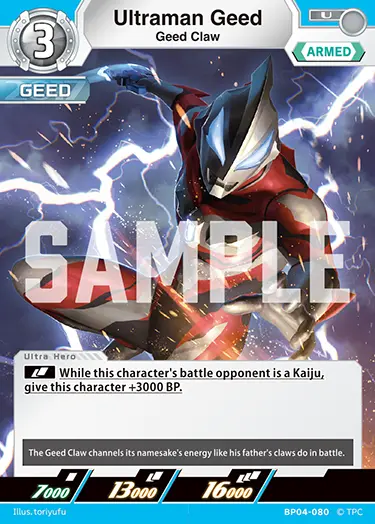 Ultraman Geed
Geed Claw
3
U
ARMED
GEED
SAMPLE
Ultra Hero
While this character's battle opponent is a Kaiju,
give this character +3000 BP.
The Geed Claw channels its namesake's energy like his father's claws do in battle.
7000
13000
16000
Illus.toriyufu
BP04-080 © TPC